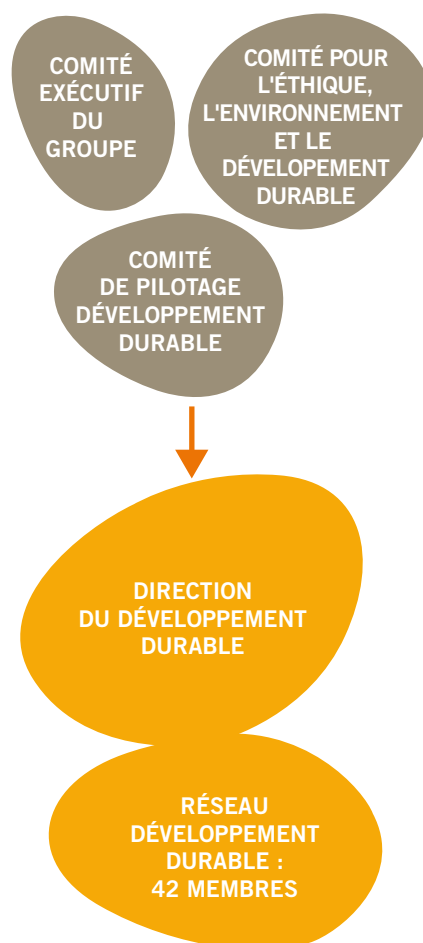 COMITÉ
EXÉCUTIF
DU
GROUPE
COMITÉ POUR
L'ÉTHIQUE,
L'ENVIRONNEMENT
ET LE
DÉVELOPEMENT
DURABLE
COMITÉ
DE PILOTAGE
DÉVELOPPEMENT
DURABLE
DIRECTION
DU DÉVELOPPEMENT
DURABLE
RÉSEAU
DÉVELOPPEMENT
DURABLE :
42 MEMBRES